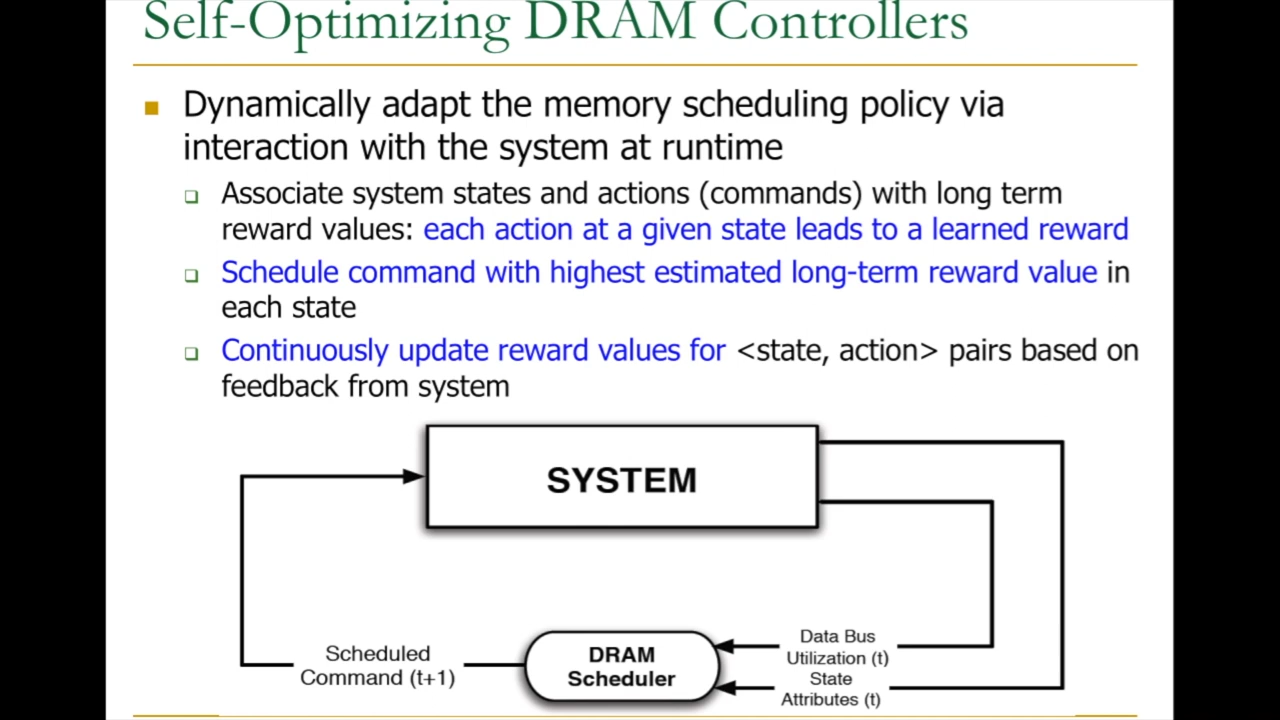 Self-Optimizing DRAM Controllers
Dynamically adapt the memory scheduling policy via
interaction with the system at runtime
Associate system states and actions (commands) with long term
reward values: each action at a given state leads to a learned reward
Schedule command with highest estimated long-term reward value in
each state
Continuously update reward values for <state, action> pairs based on
feedback from system
SYSTEM
Scheduled
Command (t+1)
DRAM
Scheduler
Data Bus
Utilization (t)
State
Attributes (t)